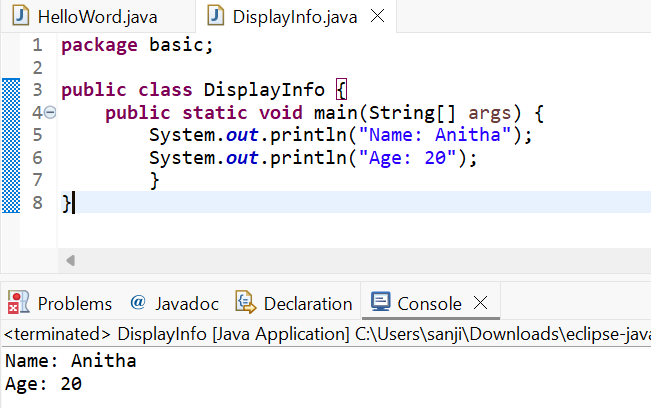 HelloWord.java DisplayInfo.java
1 package basic;
2
3 public class DisplayInfo {
4 public static void main(String[] args) {
5 System.out.println("Name: Anitha");
6 System.out.println("Age: 20");
7 }
8 }
Problems @ Javadoc Declaration Console
<terminated> DisplayInfo [Java Application] C:\Users\sanji\Downloads\eclipse-java
Name: Anitha
Age: 20